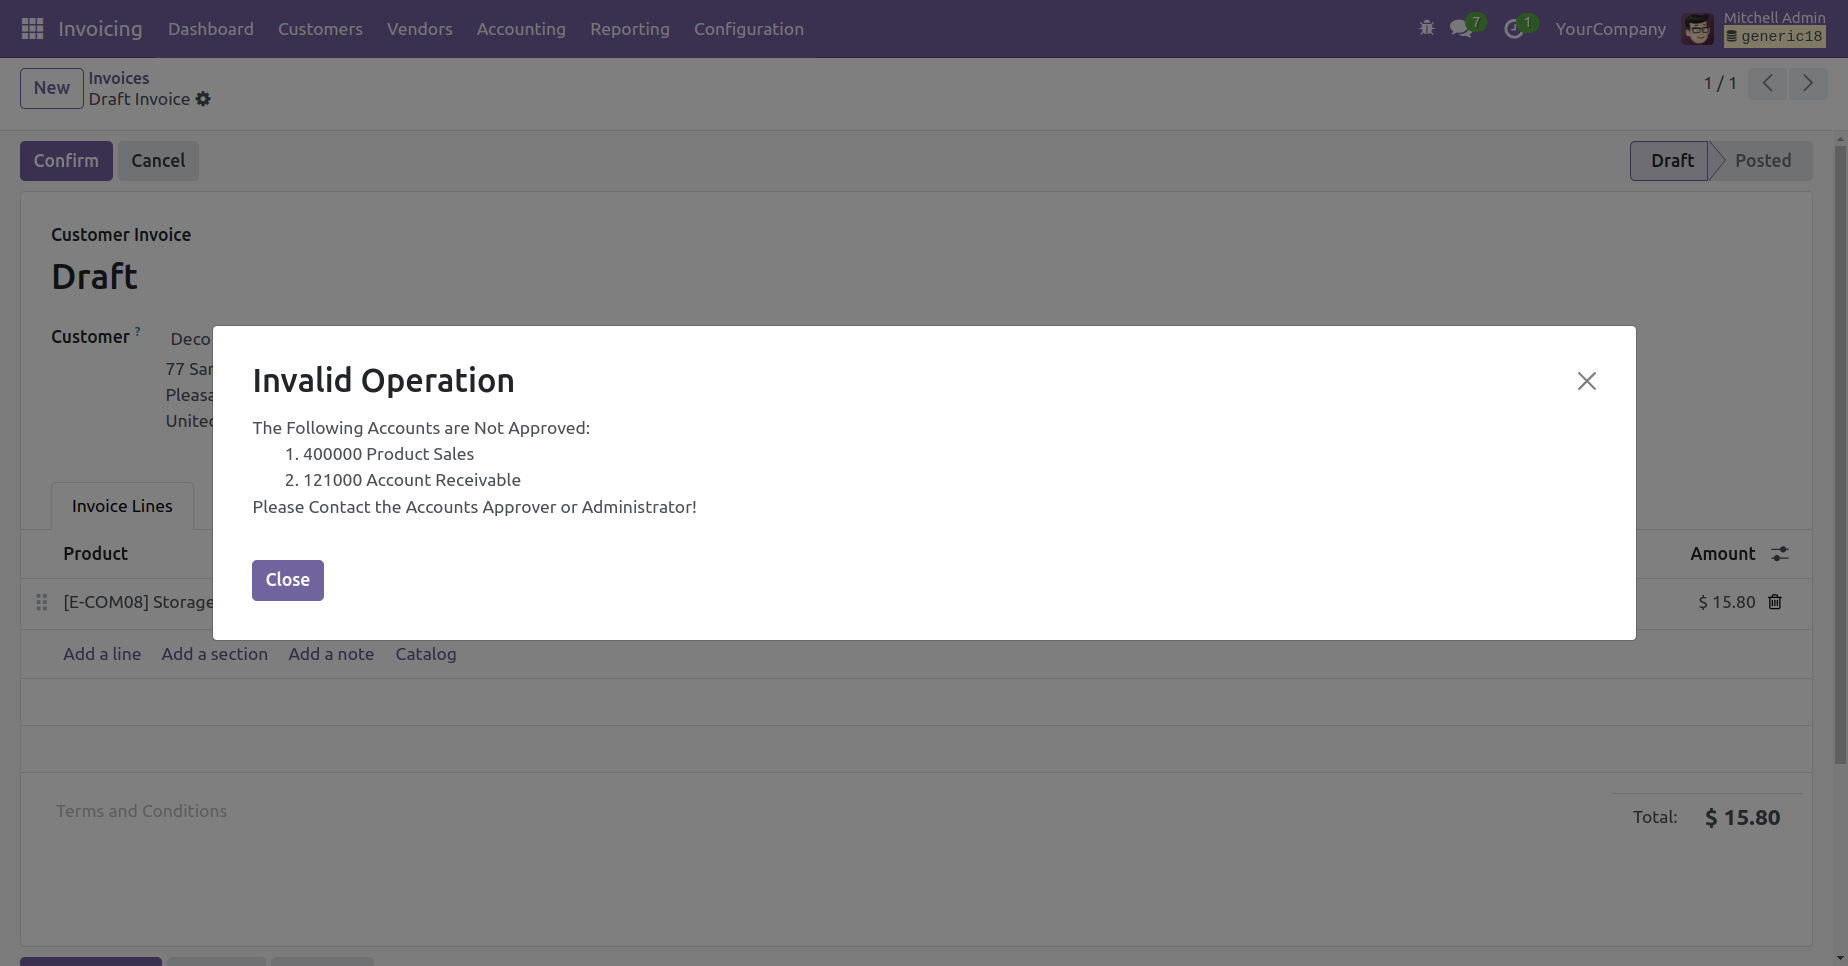 Invoicing Dashboard Customers Vendors Accounting Reporting Configuration 7 1 YourCompany Mitchell Admin
generic18
New Invoices
Draft Invoice
1 / 1
Confirm Cancel Draft Posted
Customer Invoice
Draft
Customer ? Deco
77 
Invalid Operation
The Following Accounts are Not Approved:
1. 400000 Product Sales
2. 121000 Account Receivable
Please Contact the Accounts Approver or Administrator!
Close
Invoice Lines
Product Amount
[E-COM08] Storage $ 15.80
Add a line Add a section Add a note Catalog
Terms and Conditions
Total: $ 15.80